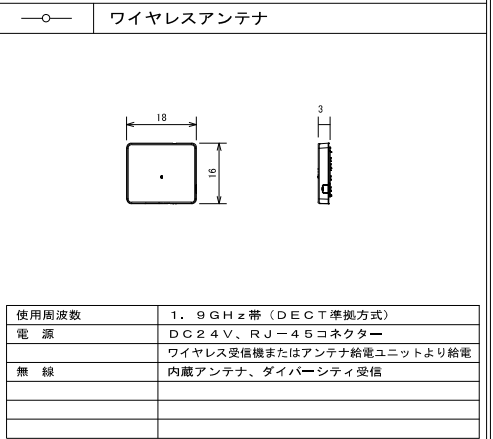 ワイヤレスアンテナ
18
3
16
使用周波数 1．9GHz帯（DECT準拠方式）
電 源 DC24V、RJ－45コネクター
ワイヤレス受信機またはアンテナ給電ユニットより給電
無 線 内蔵アンテナ、ダイバーシティ受信